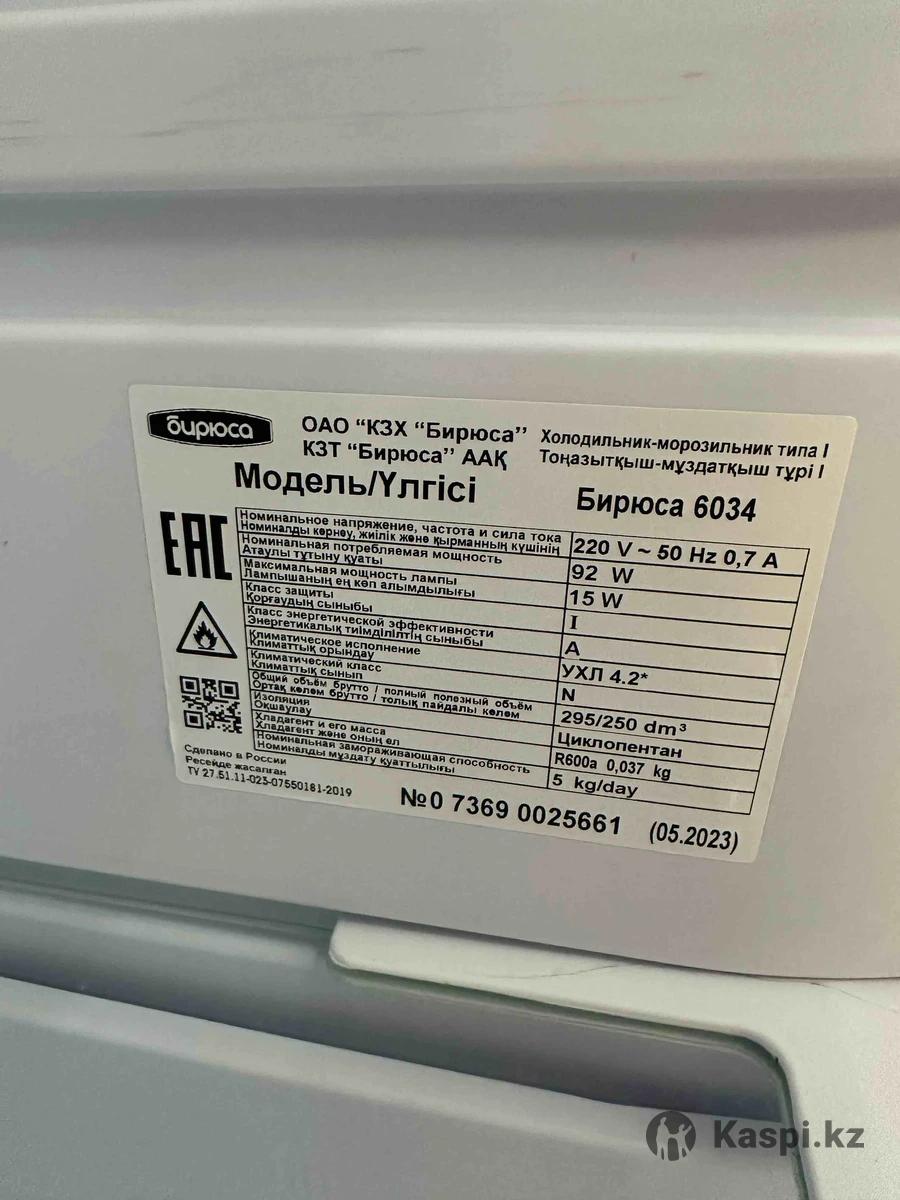 бирюса
ОАО “КЗХ “Бирюса”
КЗТ “Бирюса” ААҚ
Холодильник-морозильник типа I
Тоңазытқыш-мұздатқыш түрі I
Модель/Үлгісі
Бирюса 6034
EAC
Номинальное напряжение, частота и сила тока
Номиналды кернеу, жиілік және қырманның күшінің
220 V ~ 50 Hz 0,7 A
Номинальная потребляемая мощность
Атаулы тұтыну қуаты
92 W
Максимальная мощность лампы
Лампышаның ең көп алымдылығы
15 W
Класс защиты
Қорғаудың сыныбы
I
Класс энергетической эффективности
Энергетикалық тиімділілтің сыныбы
A
Климатическое исполнение
Климаттық орындау
УХЛ 4.2*
Климатический класс
Климаттық сынып
N
Общий объём брутто / полный полезный объём
Ортақ көлем брутто / толық пайдалы көлем
295/250 dm³
Изоляция
Оқшаулау
Циклопентан
Хладагент и его масса
Хладагент және оның ел
R600a 0,037 kg
Номинальная замораживающая способность
Номиналды мұздату қуаттылығы
5 kg/day
Сделано в России
Ресейде жасалған
ТУ 27.51.11-023-07550181-2019
№0 7369 0025661 (05.2023)
Kaspi.kz